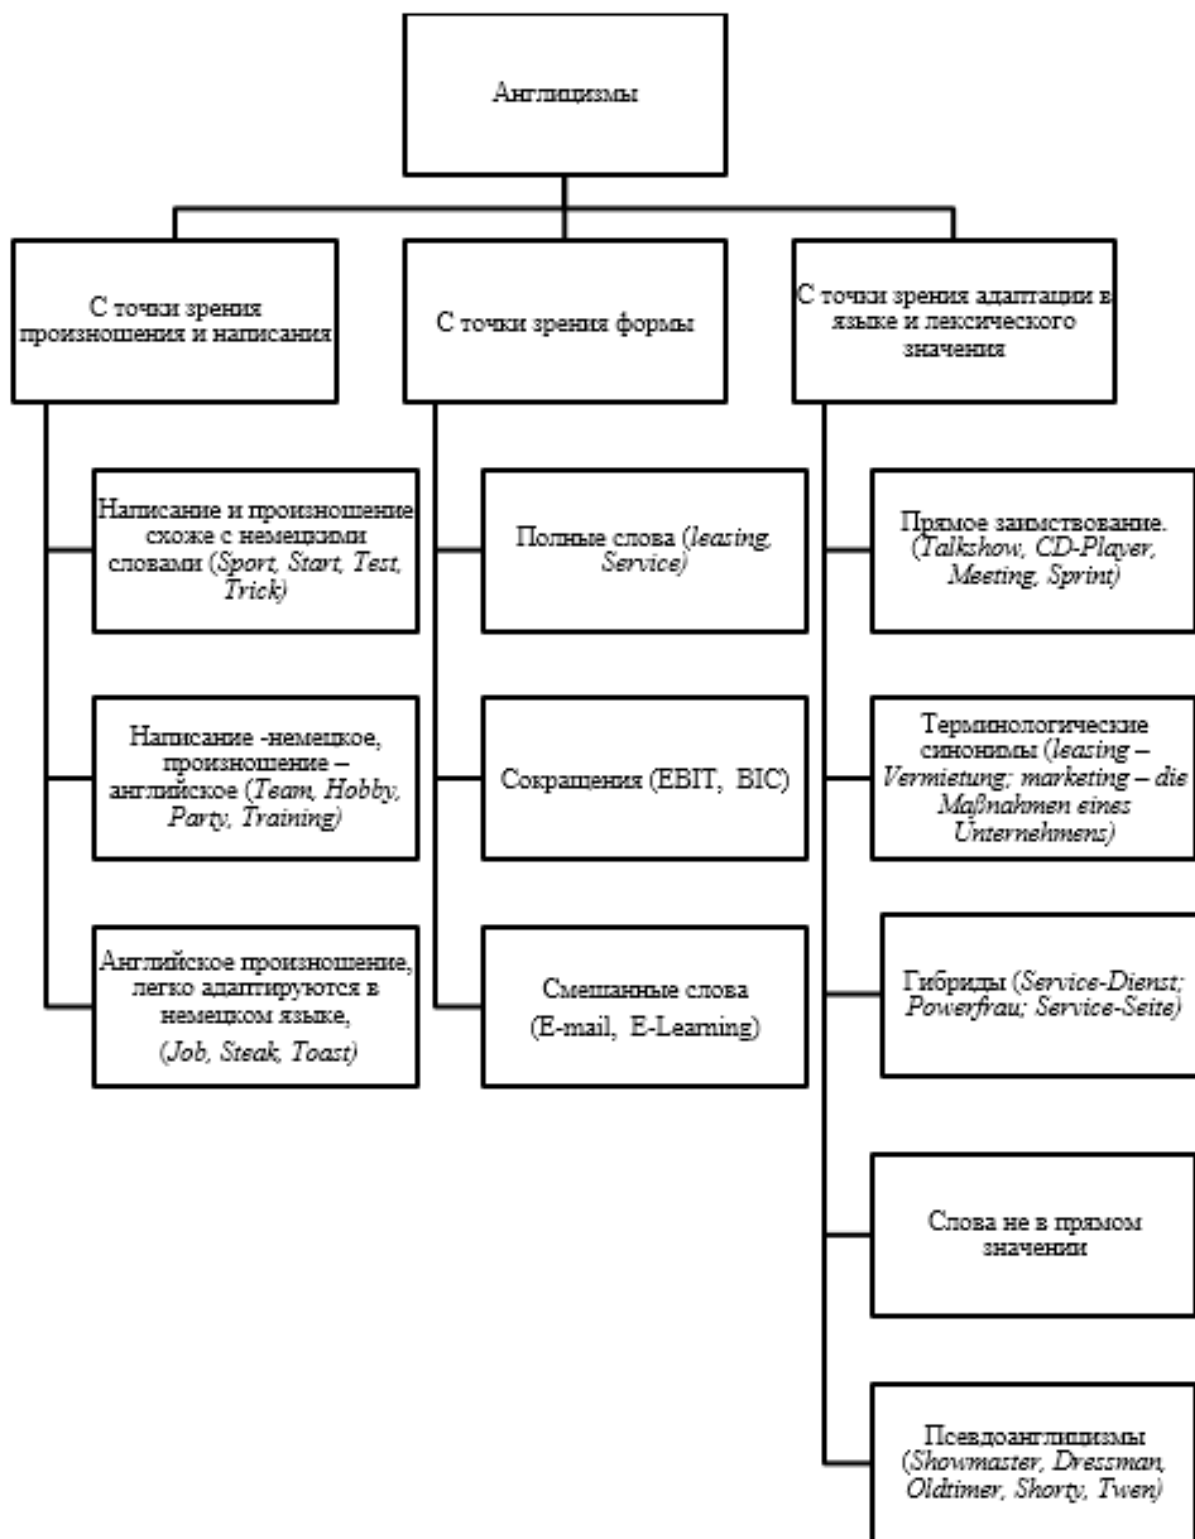 Англицизмы
С точки зрения
произношения и написания
С точки зрения формы
С точки зрения адаптации в
языке и лексического
значения
Написание и произношение
схоже с немецкими
словами (Sport, Start, Test,
Trick)
Написание -немецкое,
произношение –
английское (Team, Hobby,
Party, Training)
Английское произношение,
легко адаптируются в
немецком языке,
(Job, Steak, Toast)
Полные слова (leasing,
Service)
Сокращения (EBIT, BIC)
Смешанные слова
(E-mail, E-Learning)
Прямое заимствование.
(Talkshow, CD-Player,
Meeting, Sprint)
Терминологические
синонимы (leasing –
Vermietung; marketing – die
Maßnahmen eines
Unternehmens)
Гибриды (Service-Dienst;
Powerfrau; Service-Seite)
Слова не в прямом
значении
Псевдоанглицизмы
(Showmaster, Dressman,
Oldtimer, Shorty, Twen)